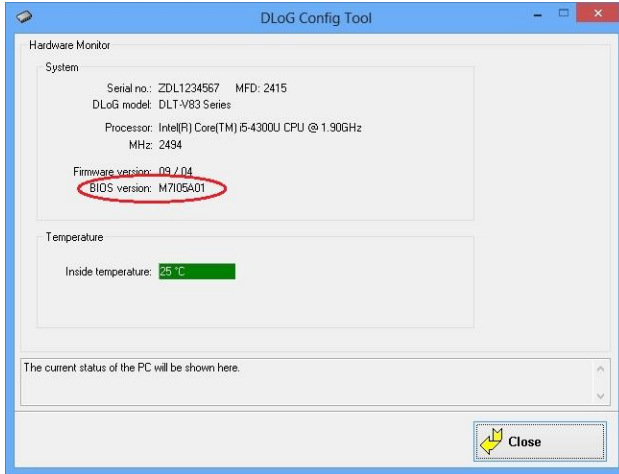 DLoG Config Tool
Hardware Monitor
System
Serial no.: ZDL1234567 MFD: 2415
DLoG model: DLT-V83 Series
Processor: Intel(R) Core(TM) i5-4300U CPU @ 1.90GHz
MHz: 2494
Firmware version: 09 / 04
BIOS version: M7I05A01
Temperature
Inside temperature: 25 °C
The current status of the PC will be shown here.
Close